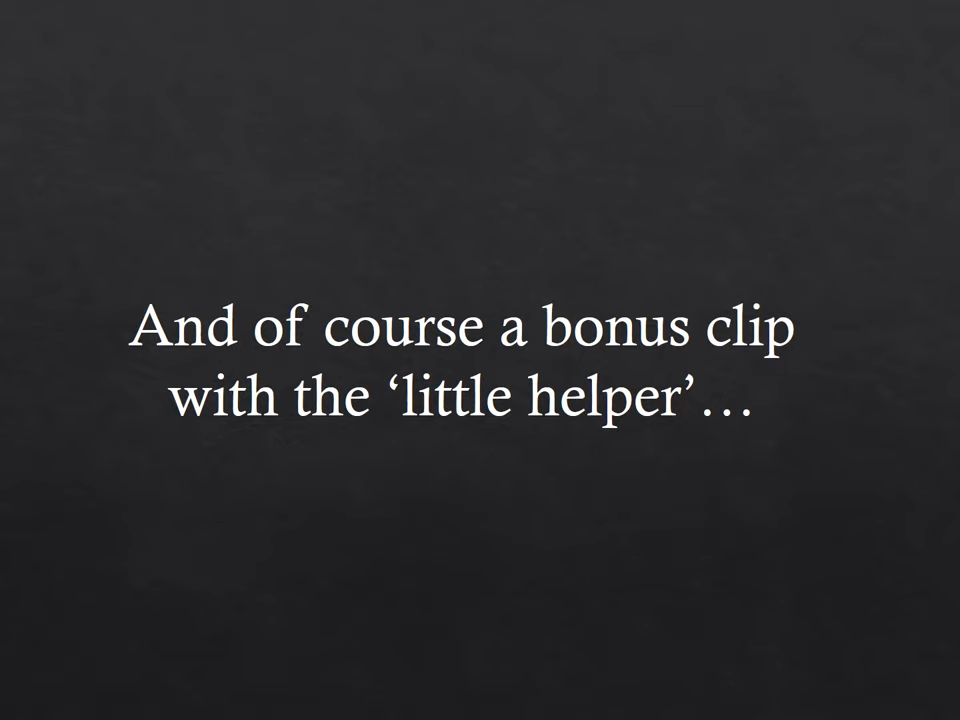 And of course a bonus clip
with the ‘little helper’…